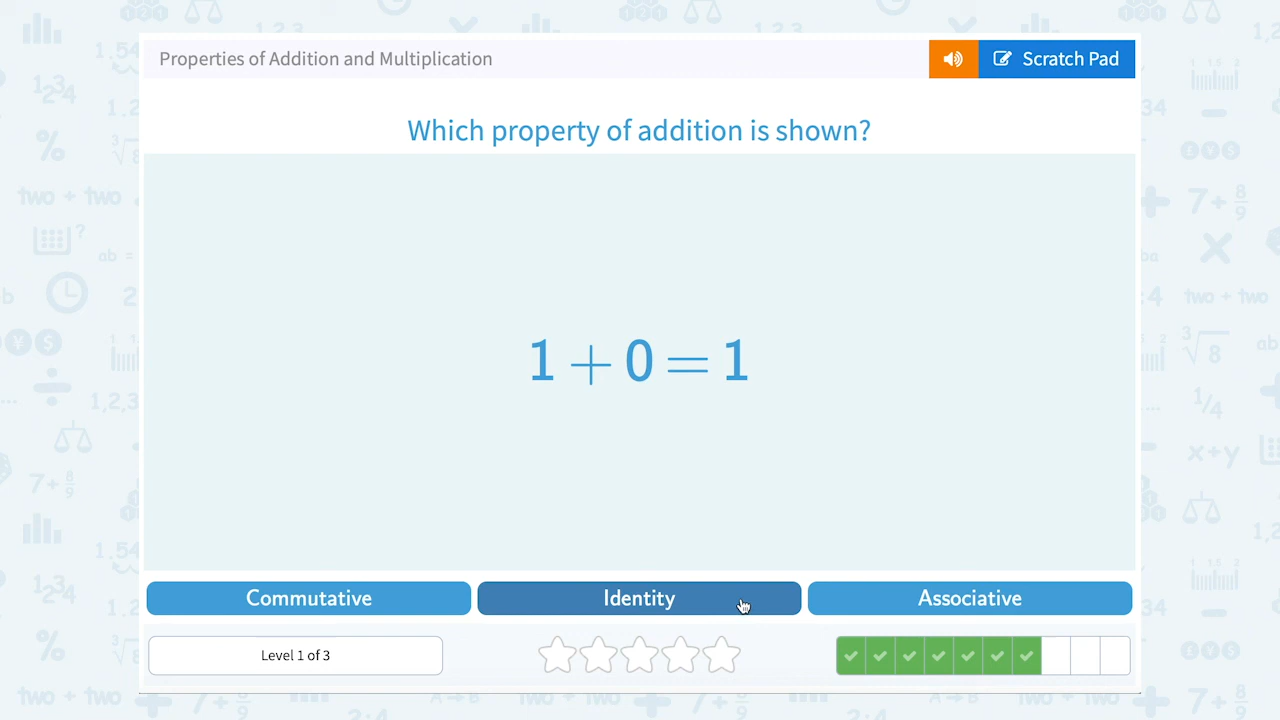 Properties of Addition and Multiplication
Scratch Pad
Which property of addition is shown?
1 + 0 = 1
Commutative
Identity
Associative
Level 1 of 3